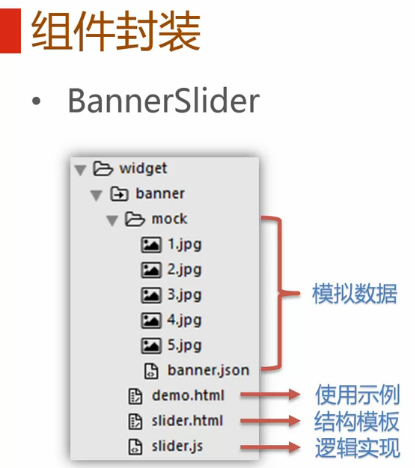 组件封装
• BannerSlider
widget
banner
mock
1.jpg
2.jpg
3.jpg
4.jpg
5.jpg
banner.json
模拟数据
demo.html 使用示例
slider.html 结构模板
slider.js 逻辑实现